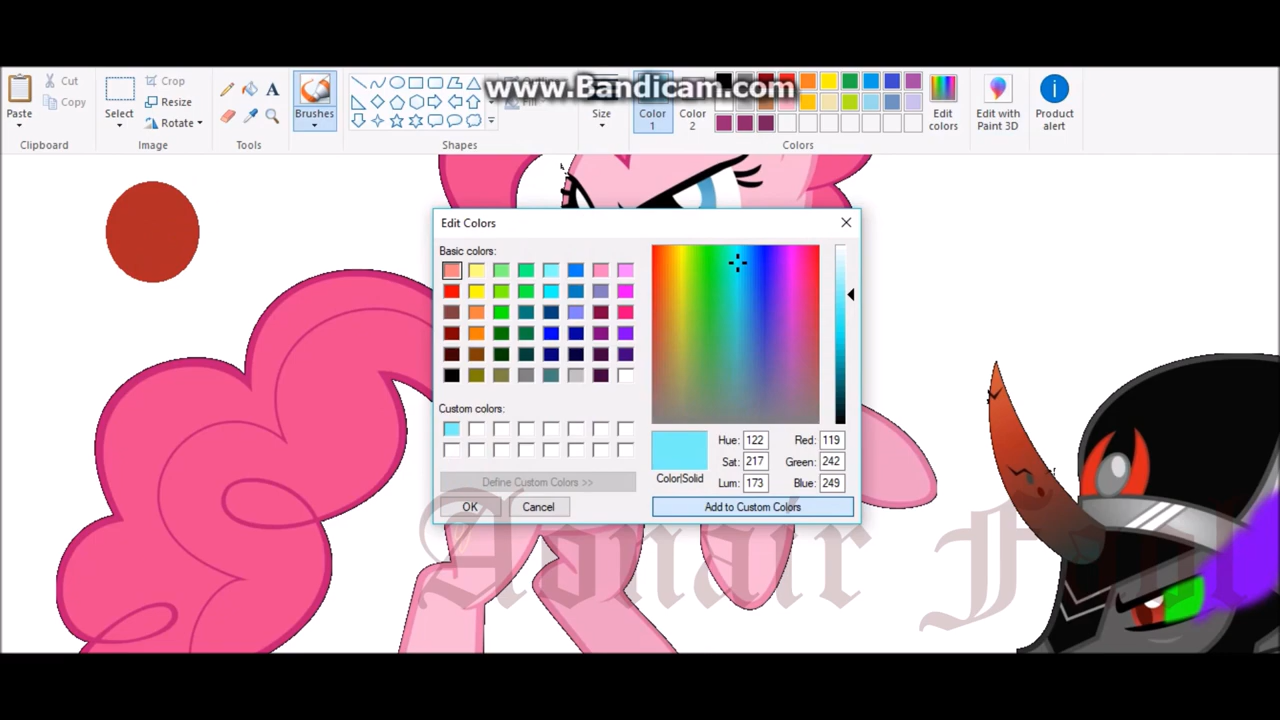 www.Bandicam.com
Cut
Copy
Paste
Clipboard
Crop
Resize
Rotate
Select
Image
Tools
Brushes
Shapes
Size
Color 1
Color 2
Edit colors
Colors
Edit with Paint 3D
Product alert
Edit Colors
Basic colors:
Custom colors:
Define Custom Colors >>
OK
Cancel
Color|Solid
Hue: 122
Sat: 217
Lum: 173
Red: 119
Green: 242
Blue: 249
Add to Custom Colors